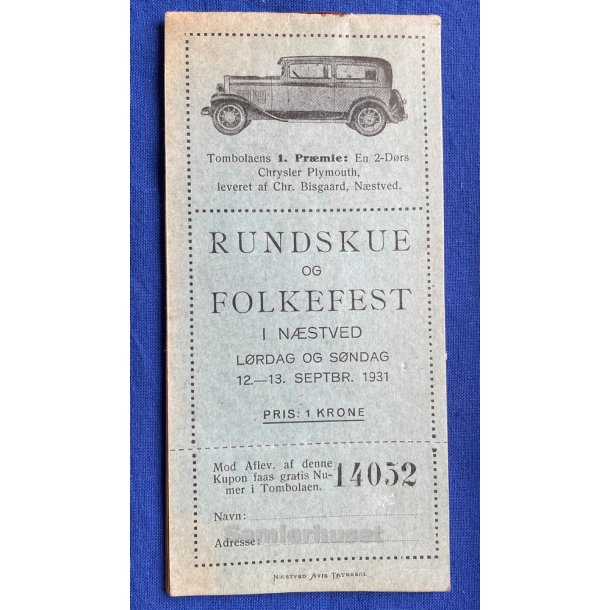 Tombolaens 1. Præmie: En 2-Dørs
Chrysler Plymouth,
leveret af Chr. Bisgaard, Næstved.
RUNDSKUE
OG
FOLKEFEST
I NÆSTVED
LØRDAG OG SØNDAG
12.—13. SEPTBR. 1931
PRIS: 1 KRONE
Mod Aflev. af denne
Kupon faas gratis Nu-
mer i Tombolaen.
14052
Navn:
Samlerhuset
Adresse:
NÆSTVED AVIS TRYKKERI.